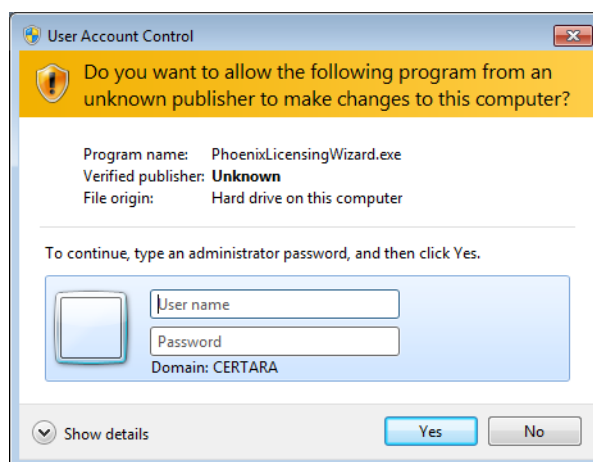 User Account Control
Do you want to allow the following program from an
unknown publisher to make changes to this computer?
Program name: PhoenixLicensingWizard.exe
Verified publisher: Unknown
File origin: Hard drive on this computer
To continue, type an administrator password, and then click Yes.
User name
Password
Domain: CERTARA
Show details
Yes
No